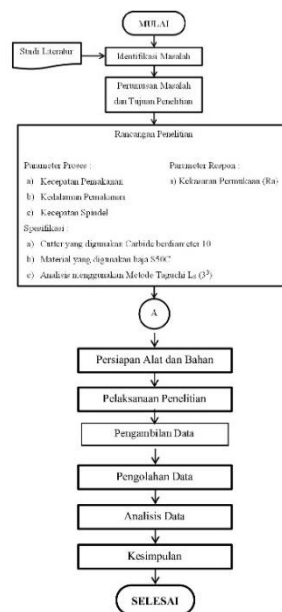 MULAI
Studi Literatur
Identifikasi Masalah
Perumusan Masalah
dan Tujuan Penelitian
Rancangan Penelitian
Parameter Proses :
Parameter Respon :
a) Kecepatan Pemakanan
a) Kekasaran Permukaan (Ra)
b) Kedalaman Pemakanan
c) Kecepatan Spindel
Spesifikasi :
a) Cutter yang digunakan Carbide berdiameter 10
b) Material yang digunakan baja S50C
c) Analisis menggunakan Metode Taguchi L₉ (3³)
A
Persiapan Alat dan Bahan
Pelaksanaan Penelitian
Pengambilan Data
Pengolahan Data
Analisis Data
Kesimpulan
SELESAI